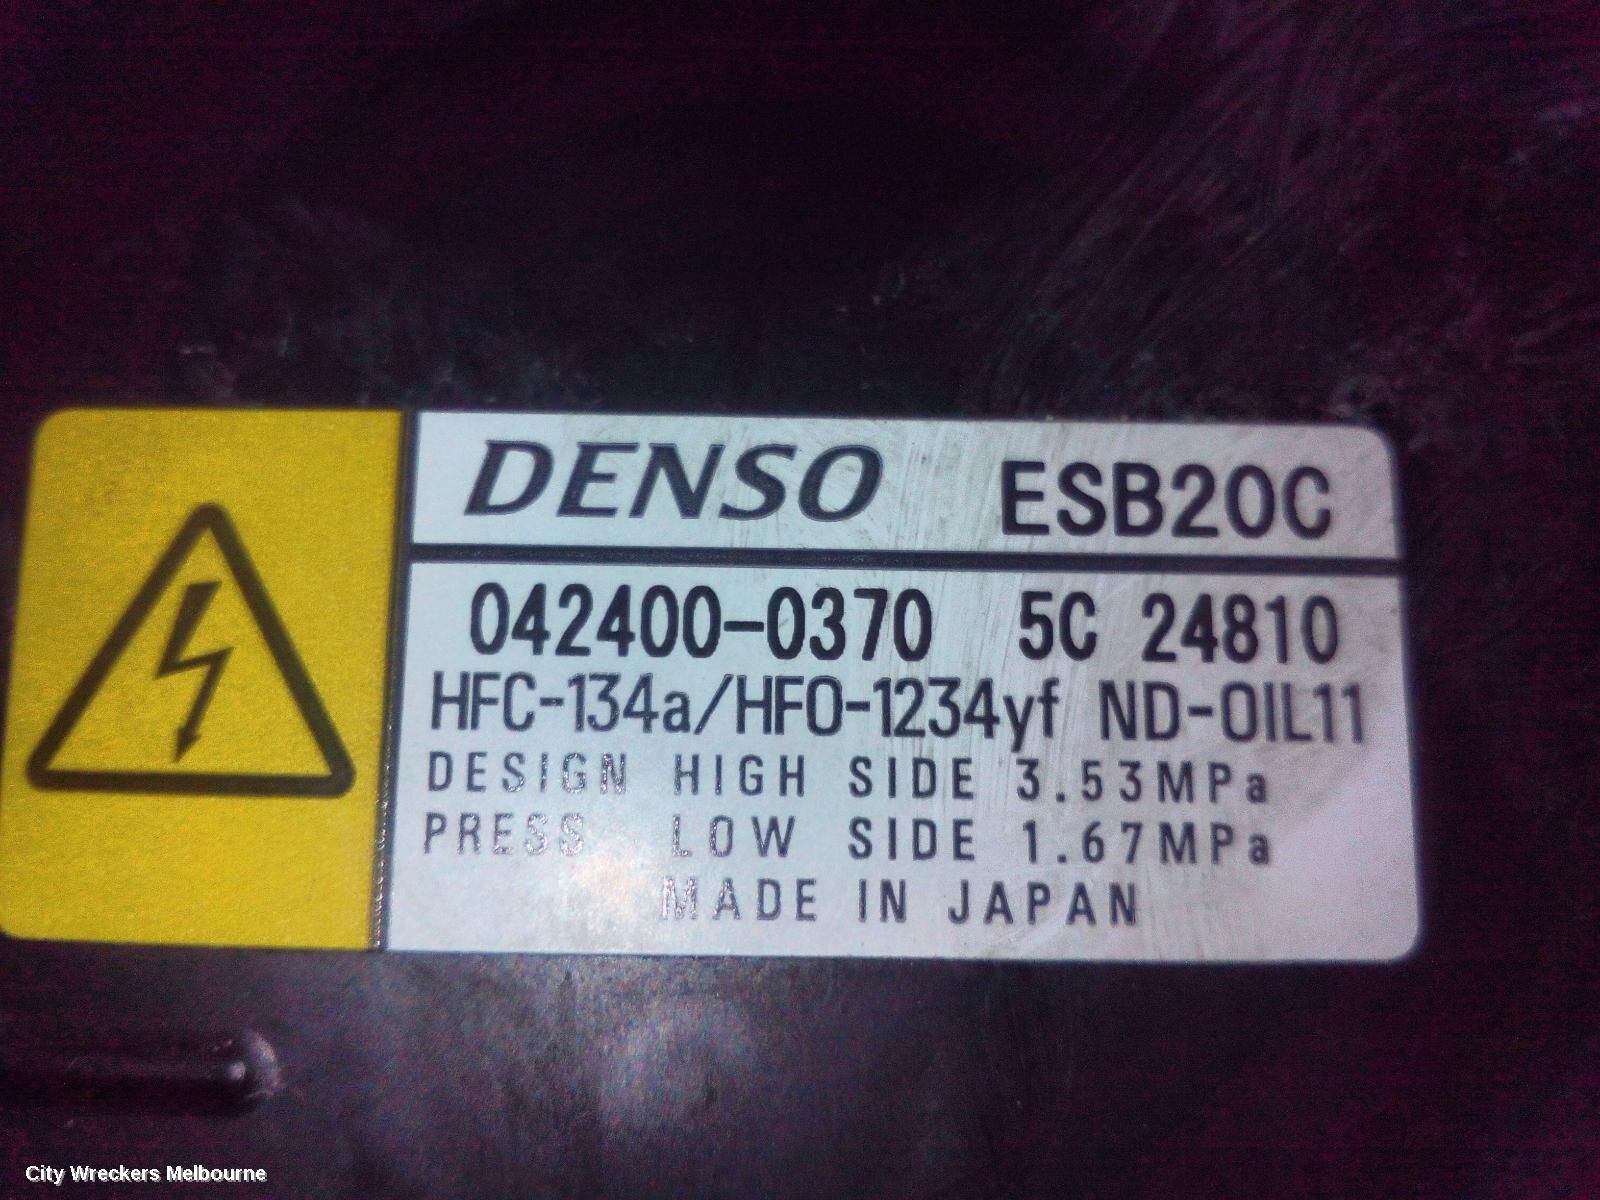 DENSO ESB20C
042400-0370 5C 24810
HFC-134a/HFO-1234yf ND-OIL11
DESIGN HIGH SIDE 3.53MPa
PRESS LOW SIDE 1.67MPa
MADE IN JAPAN
City Wreckers Melbourne